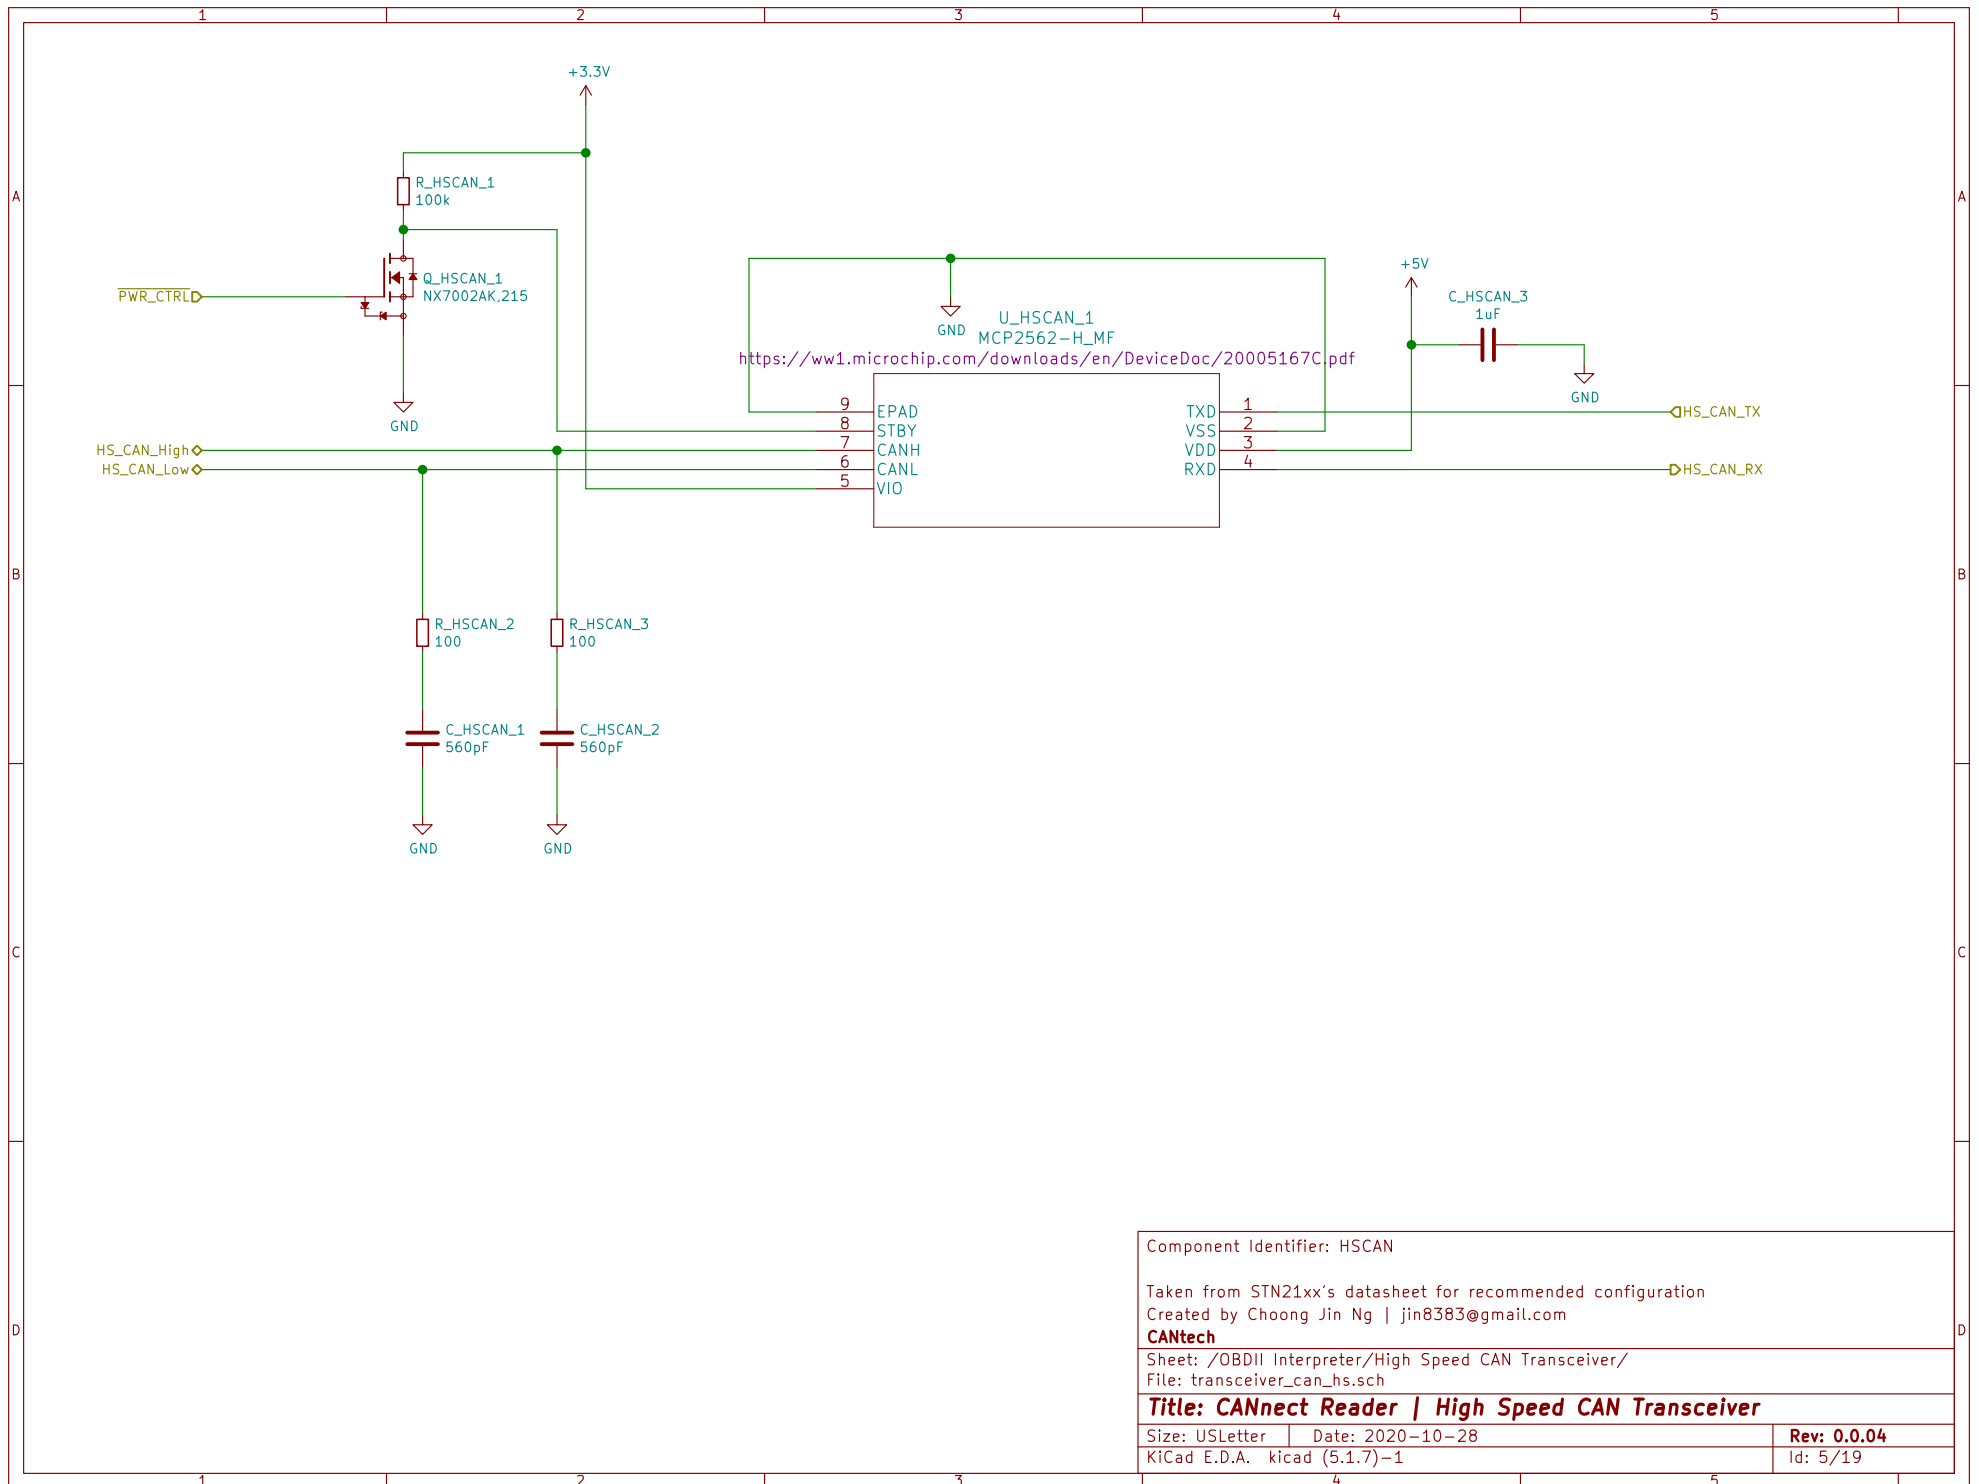 1 2 3 4 5
+3.3V
R_HSCAN_1
100k
A A
+5V
Q_HSCAN_1
NX7002AK,215
PWR_CTRL
C_HSCAN_3
1uF
GND
U_HSCAN_1
MCP2562-H_MF
https://ww1.microchip.com/downloads/en/DeviceDoc/20005167C.pdf
GND
GND
9 EPAD TXD 1 HS_CAN_TX
8 STBY VSS 2
HS_CAN_High 7 CANH VDD 3
HS_CAN_Low 6 CANL RXD 4 HS_CAN_RX
5 VIO
B B
R_HSCAN_2 R_HSCAN_3
100 100
C_HSCAN_1 C_HSCAN_2
560pF 560pF
GND GND
C C
Component Identifier: HSCAN
Taken from STN21xx's datasheet for recommended configuration
Created by Choong Jin Ng | jin8383@gmail.com
D D
CANtech
Sheet: /OBDII Interpreter/High Speed CAN Transceiver/
File: transceiver_can_hs.sch
Title: CANnect Reader | High Speed CAN Transceiver
Size: USLetter Date: 2020-10-28 Rev: 0.0.04
KiCad E.D.A. kicad (5.1.7)-1 Id: 5/19
1 2 3 4 5